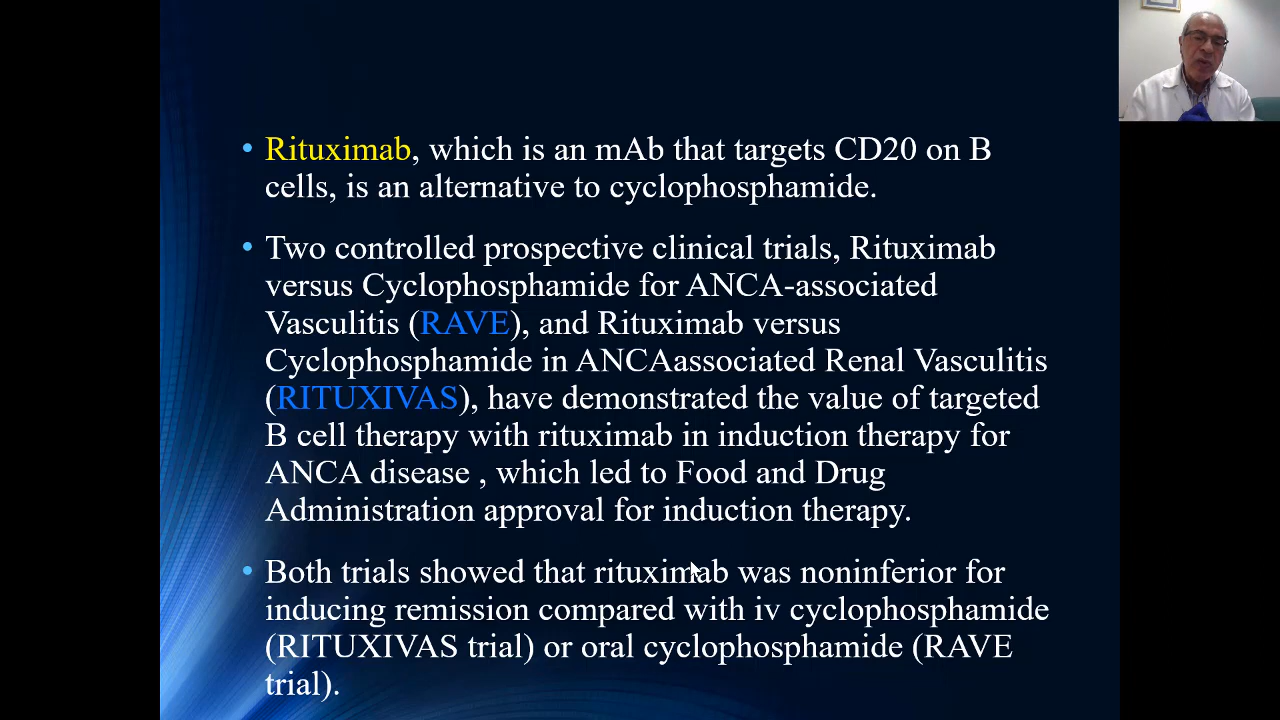 • Rituximab, which is an mAb that targets CD20 on B
cells, is an alternative to cyclophosphamide.
• Two controlled prospective clinical trials, Rituximab
versus Cyclophosphamide for ANCA-associated
Vasculitis (RAVE), and Rituximab versus
Cyclophosphamide in ANCAassociated Renal Vasculitis
(RITUXIVAS), have demonstrated the value of targeted
B cell therapy with rituximab in induction therapy for
ANCA disease , which led to Food and Drug
Administration approval for induction therapy.
• Both trials showed that rituximab was noninferior for
inducing remission compared with iv cyclophosphamide
(RITUXIVAS trial) or oral cyclophosphamide (RAVE
trial).